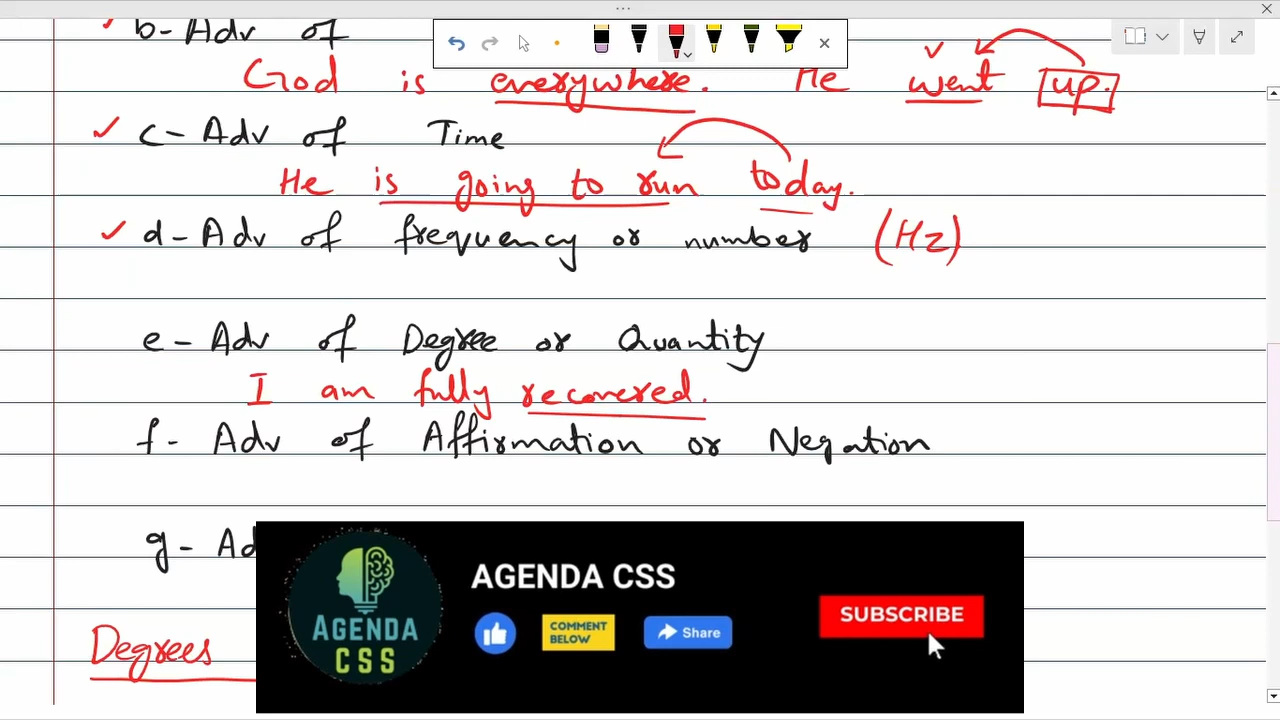 b- Adv of
God is everywhere. He went up.
v
c- Adv of Time
He is going to run today.
d- Adv of frequency or number (Hz)
e- Adv of Degree or Quantity
I am fully recovered.
f- Adv of Affirmation or Negation
g- Ad
Degrees
AGENDA CSS
AGENDA
CSS
COMMENT
BELOW
Share
SUBSCRIBE